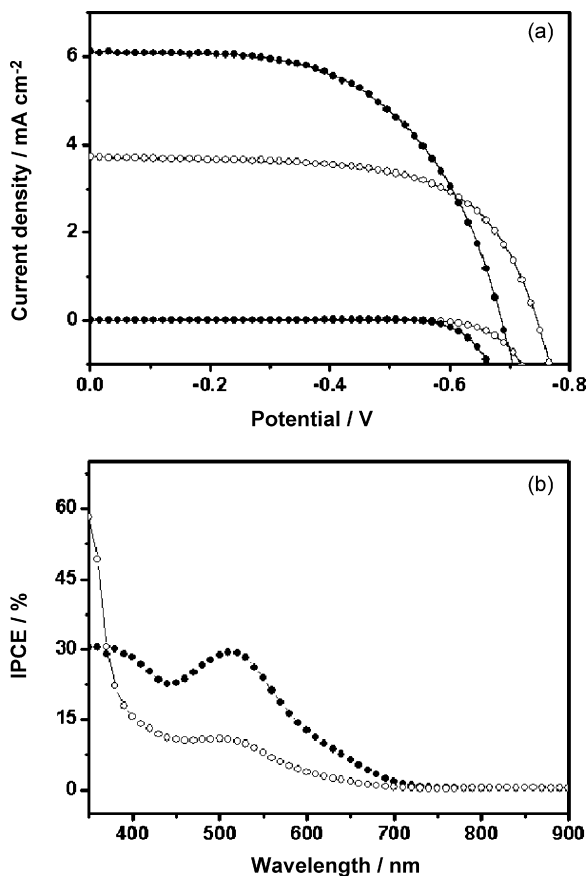 (a)
6
4
2
0
0.0 -0.2 -0.4 -0.6 -0.8
Current density / mA cm-2
Potential / V
(b)
60
45
30
15
0
400 500 600 700 800 900
IPCE / %
Wavelength / nm